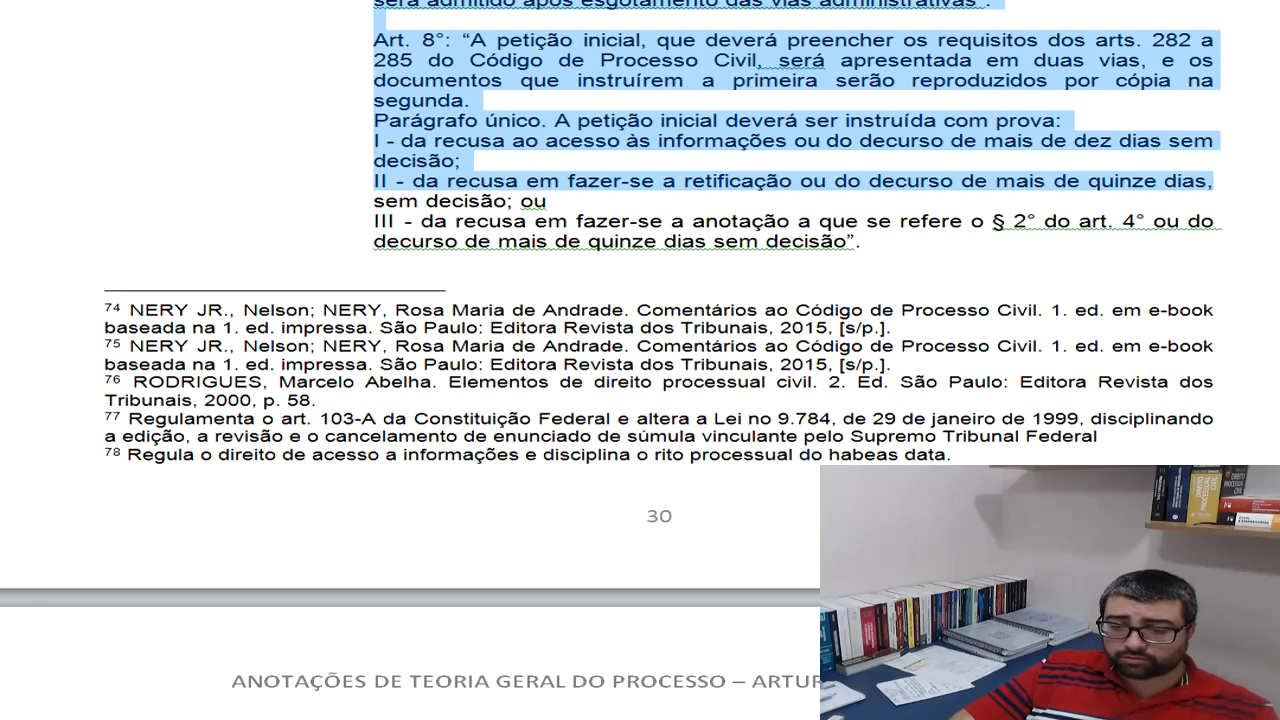 será admitido após esgotamento das vias administrativas”.
Art. 8°: “A petição inicial, que deverá preencher os requisitos dos arts. 282 a
285 do Código de Processo Civil, será apresentada em duas vias, e os
documentos que instruírem a primeira serão reproduzidos por cópia na
segunda.
Parágrafo único. A petição inicial deverá ser instruída com prova:
I - da recusa ao acesso às informações ou do decurso de mais de dez dias sem
decisão;
II - da recusa em fazer-se a retificação ou do decurso de mais de quinze dias,
sem decisão; ou
III - da recusa em fazer-se a anotação a que se refere o § 2° do art. 4° ou do
decurso de mais de quinze dias sem decisão”.
74 NERY JR., Nelson; NERY, Rosa Maria de Andrade. Comentários ao Código de Processo Civil. 1. ed. em e-book
baseada na 1. ed. impressa. São Paulo: Editora Revista dos Tribunais, 2015, [s/p.].
75 NERY JR., Nelson; NERY, Rosa Maria de Andrade. Comentários ao Código de Processo Civil. 1. ed. em e-book
baseada na 1. ed. impressa. São Paulo: Editora Revista dos Tribunais, 2015, [s/p.].
76 RODRIGUES, Marcelo Abelha. Elementos de direito processual civil. 2. Ed. São Paulo: Editora Revista dos
Tribunais, 2000, p. 58.
77 Regulamenta o art. 103-A da Constituição Federal e altera a Lei no 9.784, de 29 de janeiro de 1999, disciplinando
a edição, a revisão e o cancelamento de enunciado de súmula vinculante pelo Supremo Tribunal Federal
78 Regula o direito de acesso a informações e disciplina o rito processual do habeas data.
30
ANOTAÇÕES DE TEORIA GERAL DO PROCESSO – ARTUR